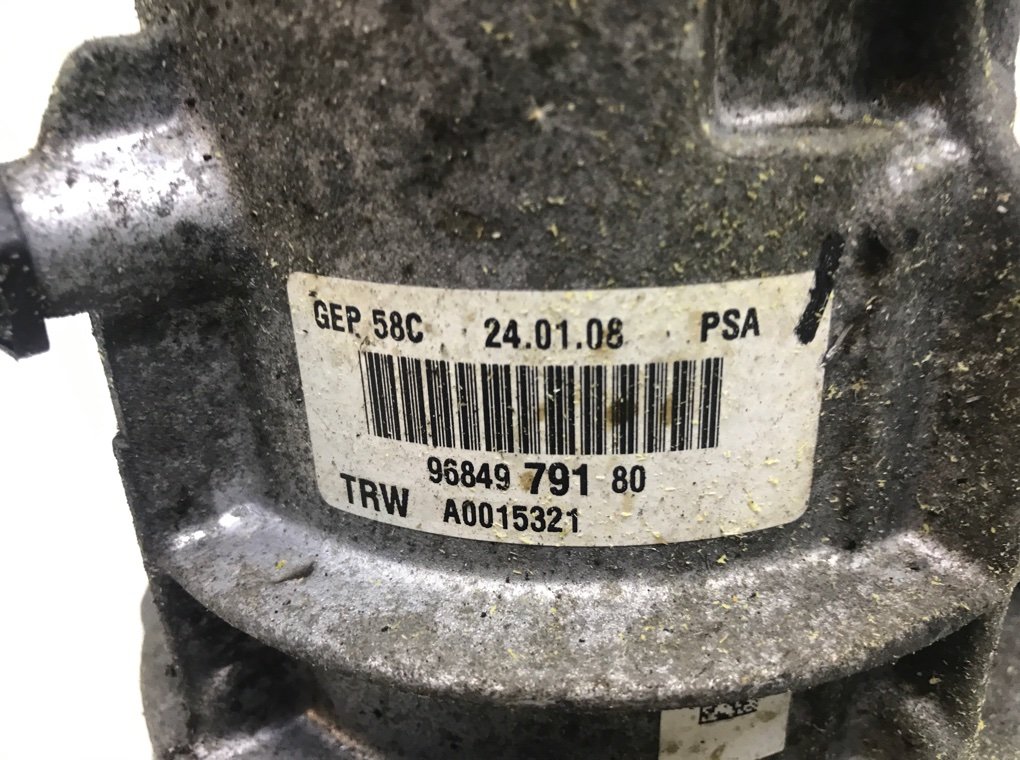 GEP 58C 24.01.08 PSA
96849 791 80
TRW A0015321